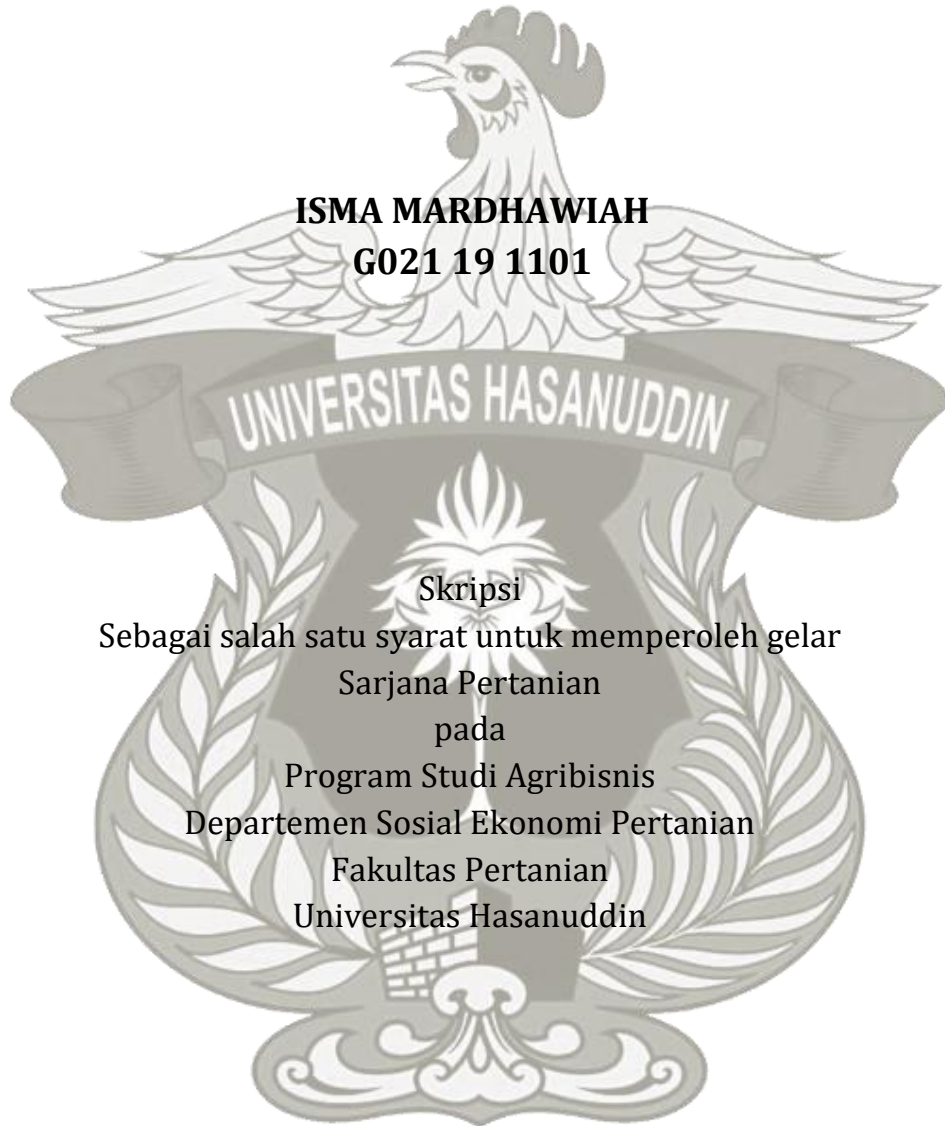 ISMA MARDHAWIAH
G021 19 1101
UNIVERSITAS HASANUDDIN
Skripsi
Sebagai salah satu syarat untuk memperoleh gelar
Sarjana Pertanian
pada
Program Studi Agribisnis
Departemen Sosial Ekonomi Pertanian
Fakultas Pertanian
Universitas Hasanuddin